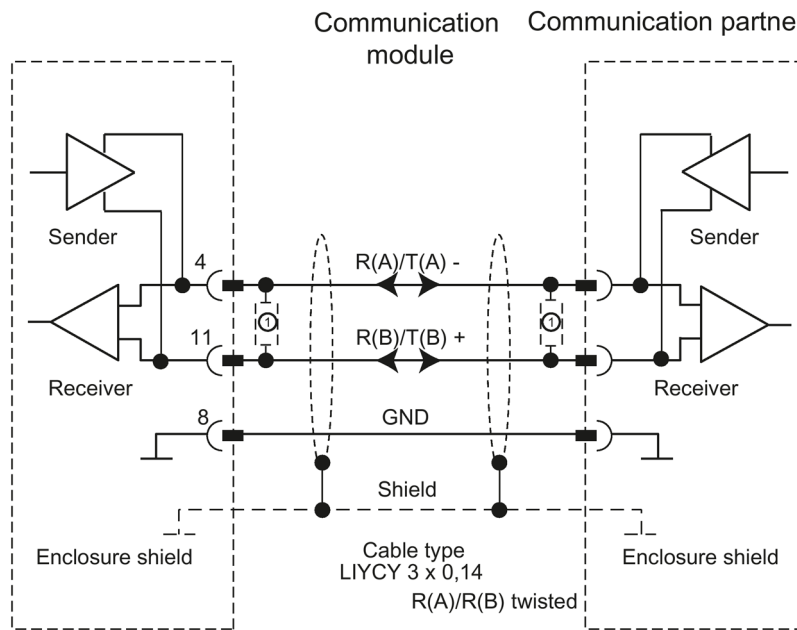 Communication module
Communication partne
Sender
Sender
4
R(A)/T(A) -
1
1
11
R(B)/T(B) +
Receiver
Receiver
8
GND
Shield
Enclosure shield
Enclosure shield
Cable type
LIYCY 3 x 0,14
R(A)/R(B) twisted